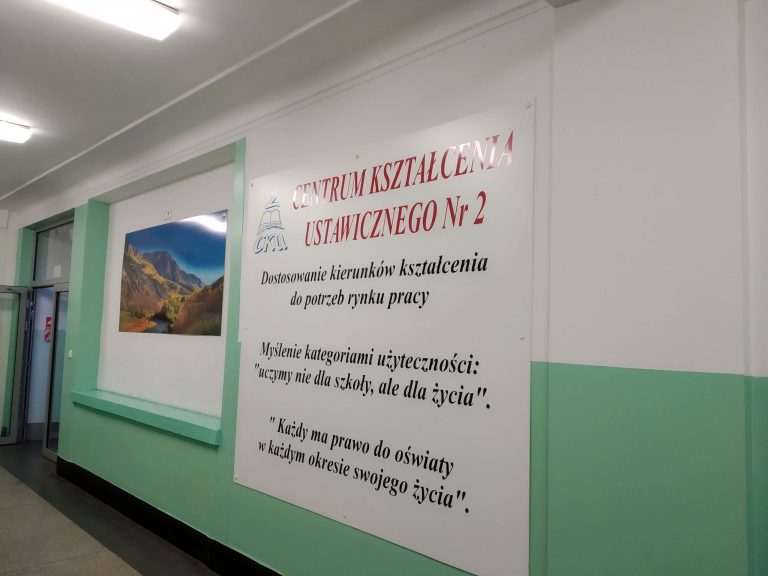 CENTRUM KSZTAŁCENIA
USTAWICZNEGO Nr 2
CKU
Dostosowanie kierunków kształcenia
do potrzeb rynku pracy
Myślenie kategoriami użyteczności:
"uczymy nie dla szkoły, ale dla życia".
" Każdy ma prawo do oświaty
w każdym okresie swojego życia".